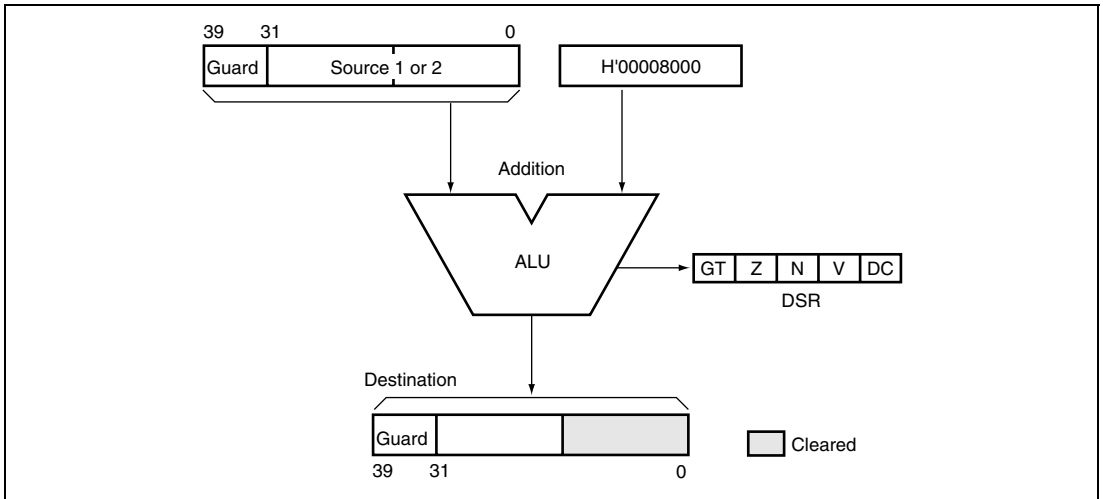 39 31 0
Guard Source 1 or 2 H'00008000
Addition
ALU
GT Z N V DC
DSR
Destination
Guard
Cleared
39 31 0